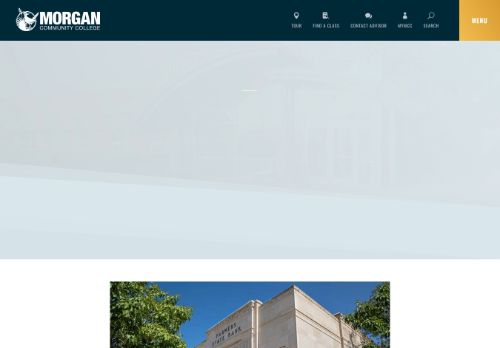 MORGAN
COMMUNITY COLLEGE
TOUR
FIND A CLASS
CONTACT ADVISOR
MYMCC
SEARCH
MENU
FARMERS
STATE BANK